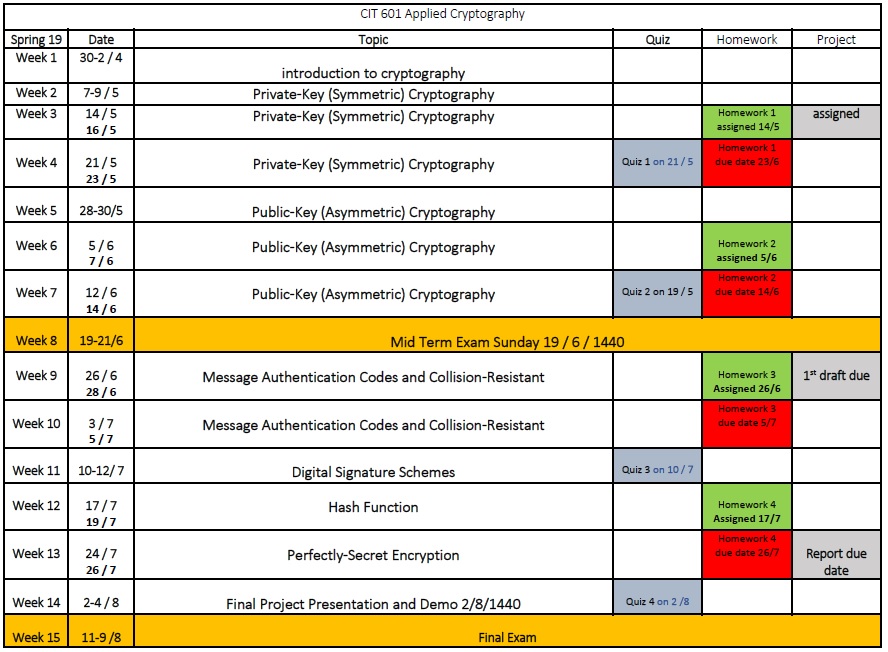 CIT 601 Applied Cryptography
Spring 19 Date Topic Quiz Homework Project
Week 1 30-2 / 4 introduction to cryptography
Week 2 7-9 / 5 Private-Key (Symmetric) Cryptography
Week 3 14 / 5 Private-Key (Symmetric) Cryptography Homework 1 assigned
16 / 5 assigned 14/5
Week 4 21 / 5 Private-Key (Symmetric) Cryptography Quiz 1 on 21 / 5 Homework 1
23 / 5 due date 23/6
Week 5 28-30/5 Public-Key (Asymmetric) Cryptography
Week 6 5 / 6 Public-Key (Asymmetric) Cryptography Homework 2
7 / 6 assigned 5/6
Week 7 12 / 6 Public-Key (Asymmetric) Cryptography Quiz 2 on 19 / 5 Homework 2
14 / 6 due date 14/6
Week 8 19-21/6 Mid Term Exam Sunday 19 / 6 / 1440
Week 9 26 / 6 Message Authentication Codes and Collision-Resistant Homework 3 1st draft due
28 / 6 Assigned 26/6
Week 10 3 / 7 Message Authentication Codes and Collision-Resistant Homework 3
5 / 7 due date 5/7
Week 11 10-12/ 7 Digital Signature Schemes Quiz 3 on 10 / 7
Week 12 17 / 7 Hash Function Homework 4
19 / 7 Assigned 17/7
Week 13 24 / 7 Perfectly-Secret Encryption Homework 4 Report due
26 / 7 due date 26/7 date
Week 14 2-4 / 8 Final Project Presentation and Demo 2/8/1440 Quiz 4 on 2 /8
Week 15 11-9 /8 Final Exam